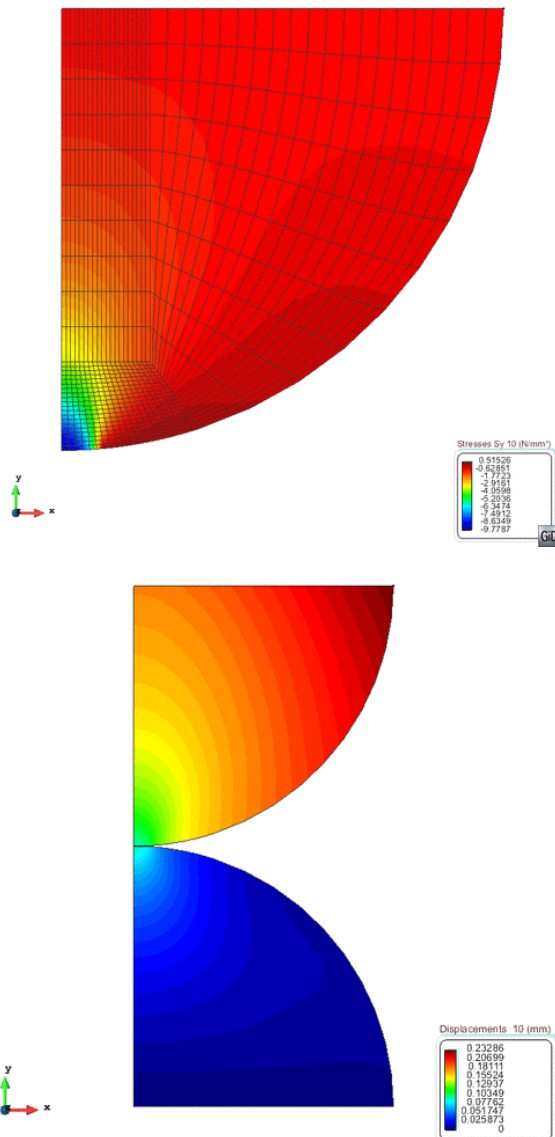 Stresses Sy 10 (N/mm²)
0.51526
-0.62851
-1.7723
-2.9161
-4.0598
-5.2036
-6.3474
-7.4912
-8.6349
-9.7787
y
x
GiD
Displacements 10 (mm)
0.23286
0.20699
0.18111
0.15524
0.12937
0.10349
0.07762
0.051747
0.025873
0
y
x